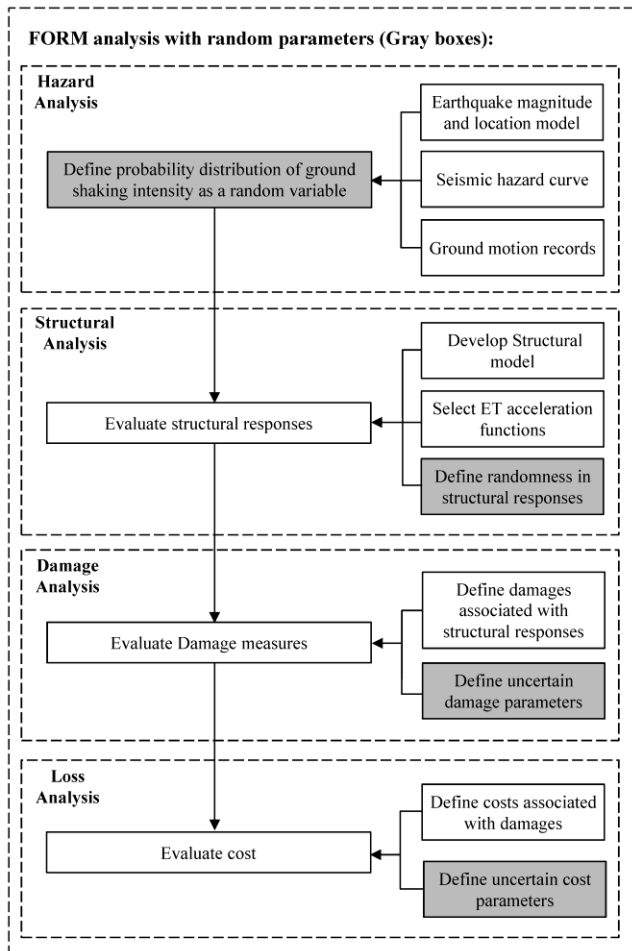 FORM analysis with random parameters (Gray boxes):
Hazard
Analysis
Earthquake magnitude
and location model
Define probability distribution of ground
shaking intensity as a random variable
Seismic hazard curve
Ground motion records
Structural
Analysis
Develop Structural
model
Evaluate structural responses
Select ET acceleration
functions
Define randomness in
structural responses
Damage
Analysis
Define damages
associated with
structural responses
Evaluate Damage measures
Define uncertain
damage parameters
Loss
Analysis
Define costs associated
with damages
Evaluate cost
Define uncertain cost
parameters